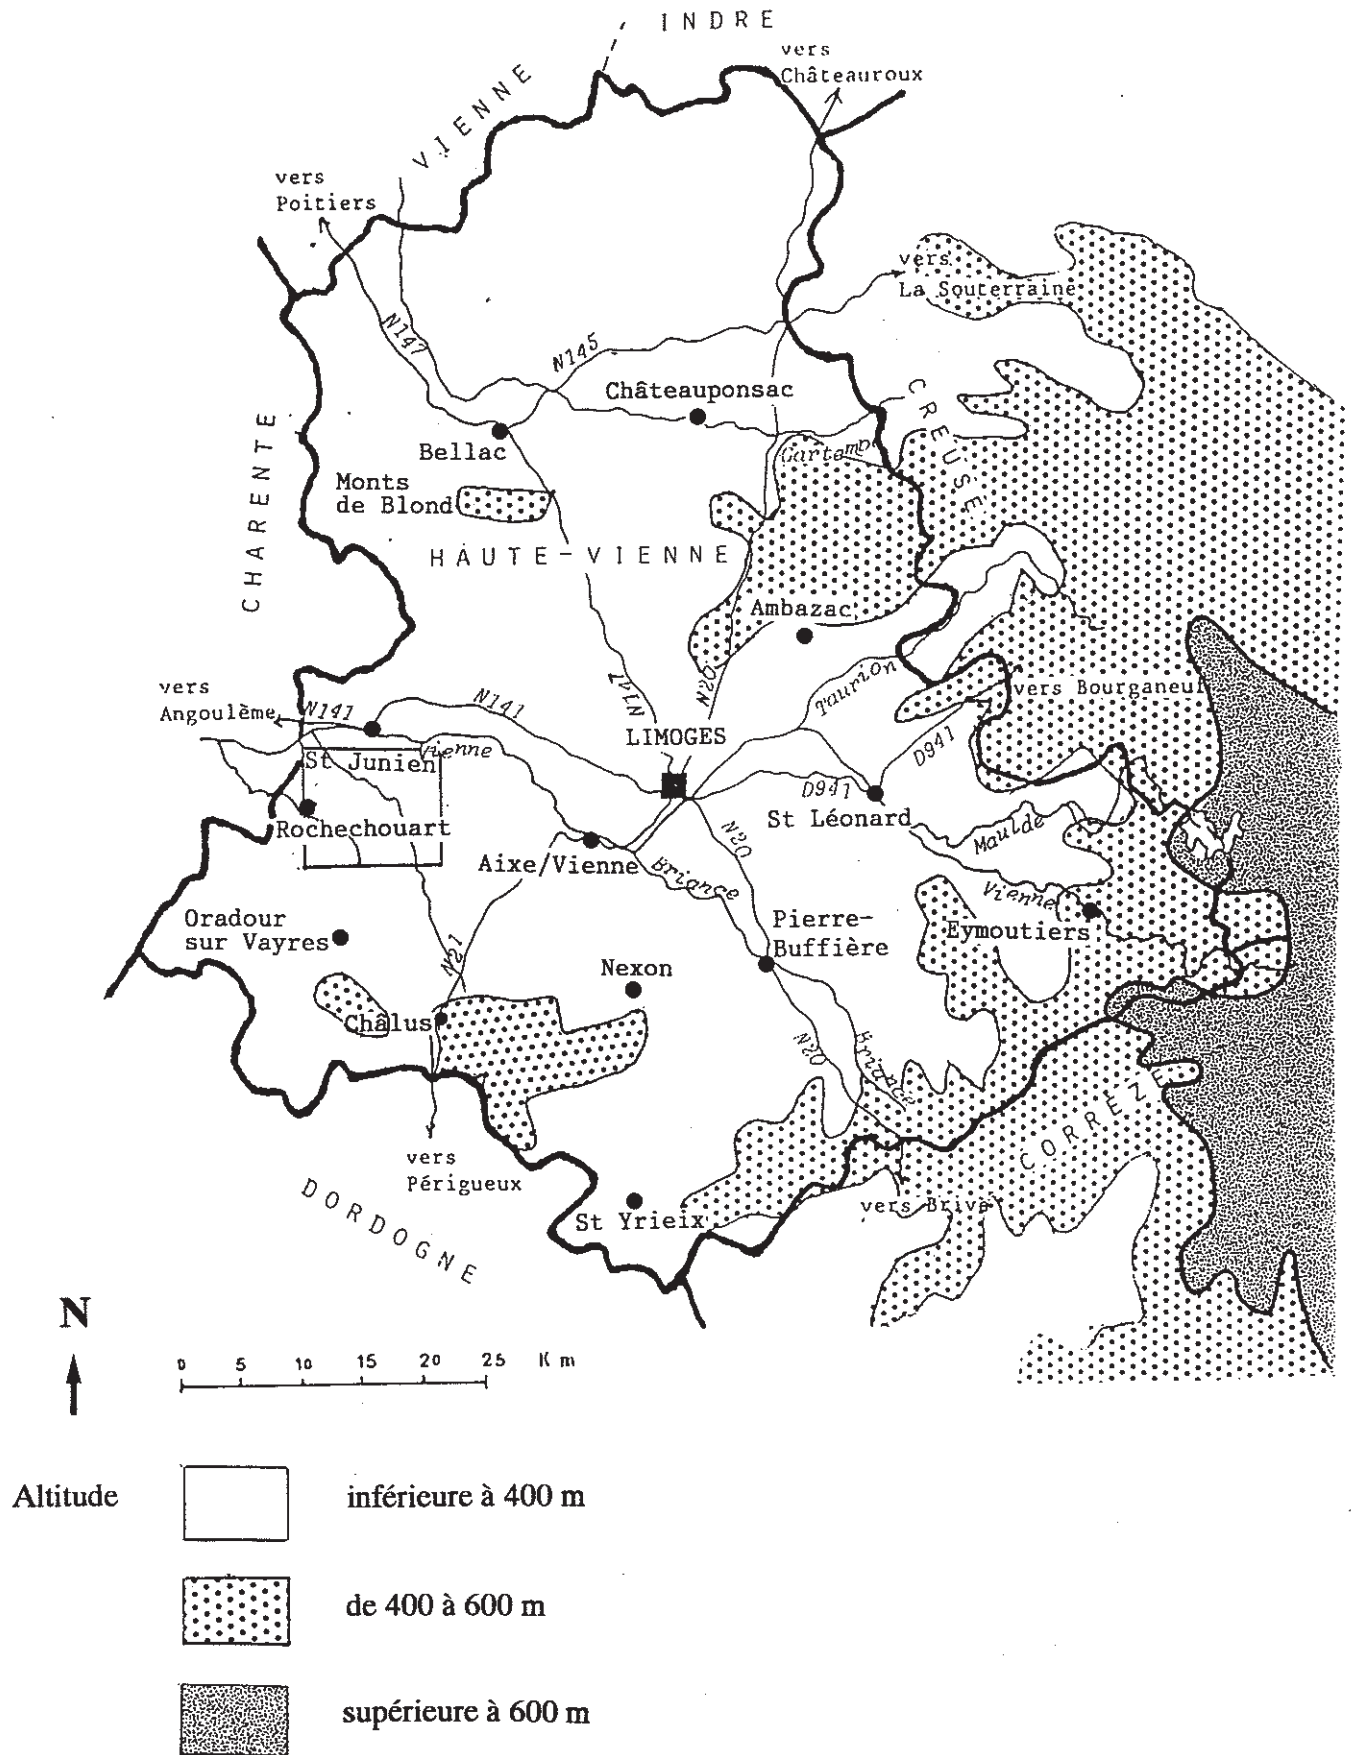 INDRE
vers
Châteauroux
VIENNE
vers
Poitiers
vers
La Souterraine
N147
N145
Châteauponsac
CREUSE
CHARENTE
Bellac
Gartempe
Monts
de Blond
HAUTE-VIENNE
Ambazac
Taurion
vers Bourganeuf
vers
Angoulème
N141
N141
N147
N20
LIMOGES
D941
Vienne
St Junien
D941
St Léonard
Rochechouart
N20
Maulde
Aixe/Vienne
Briance
Vienne
Oradour
sur Vayres
Pierre-
Buffière
Eymoutiers
N21
Nexon
Châlus
N20
Briance
CORRÈZE
vers
Périgueux
DORDOGNE
St Yrieix
vers Brive
N
0 5 10 15 20 25 Km
Altitude
inférieure à 400 m
de 400 à 600 m
supérieure à 600 m